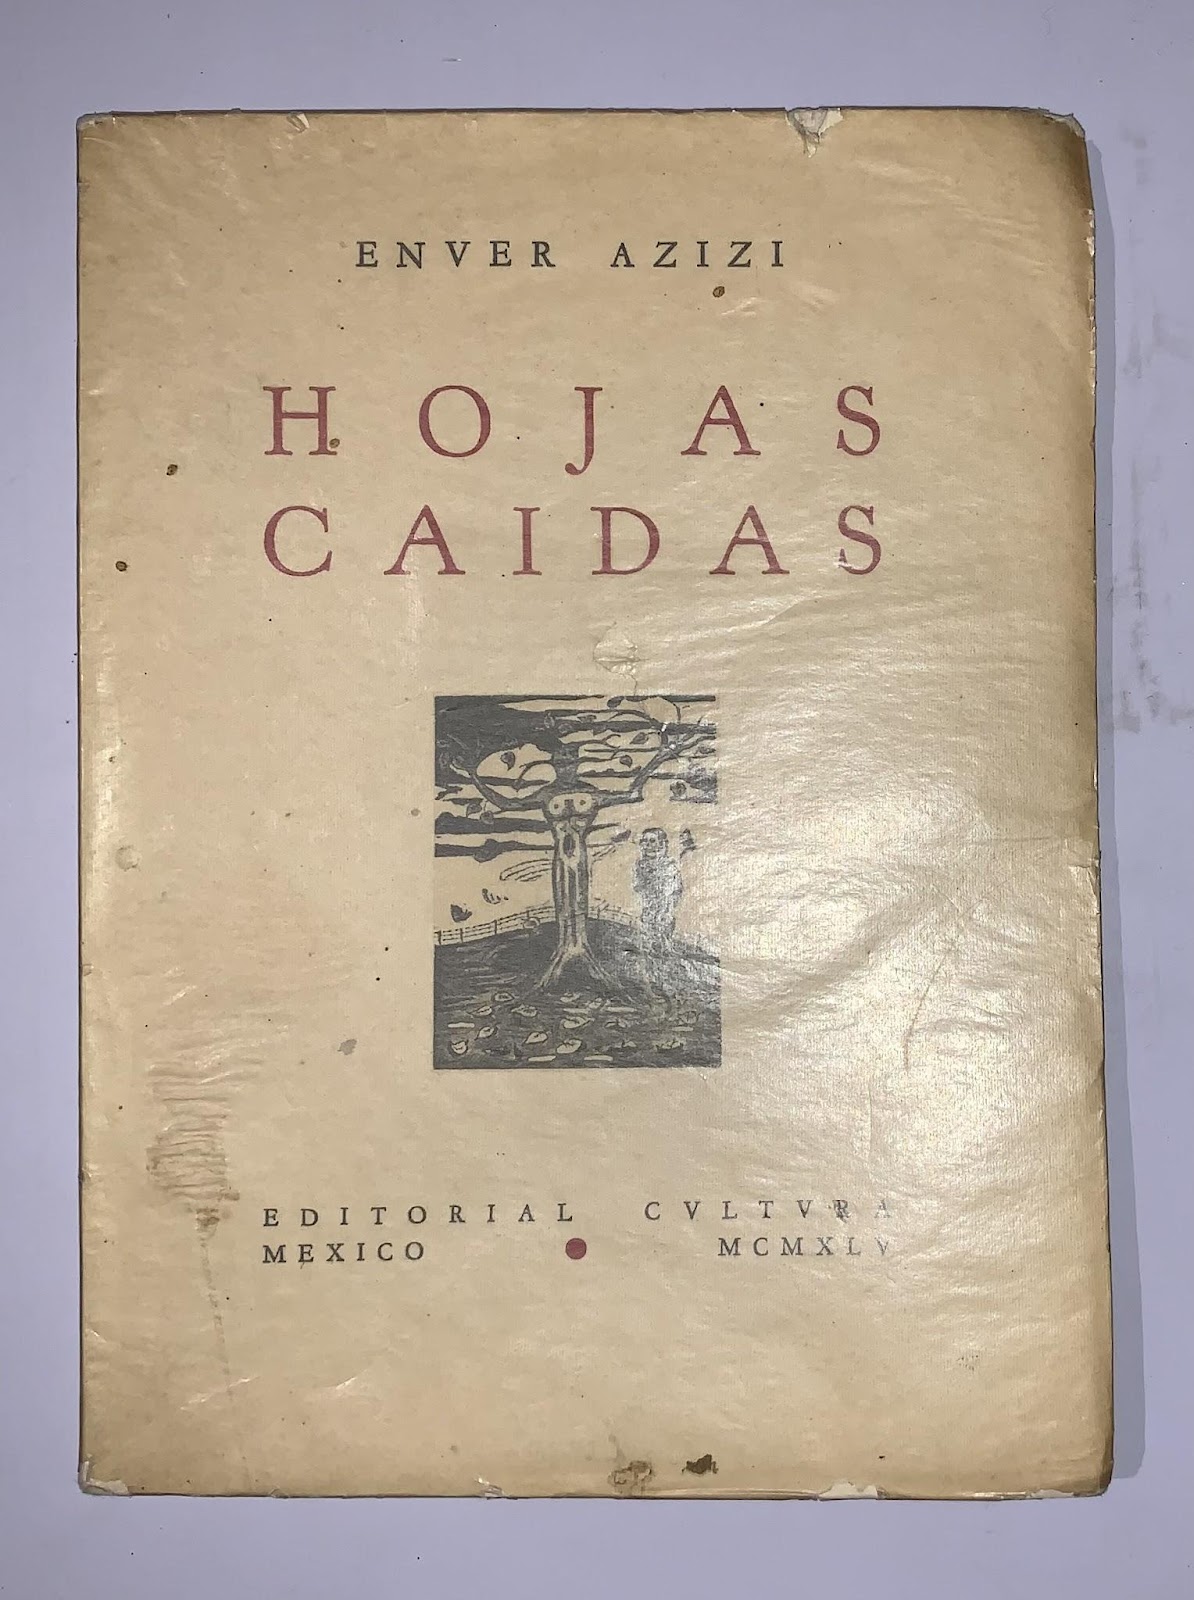 ENVER AZIZI
HOJAS
CAIDAS
EDITORIAL CVLTVRA
MEXICO MCMXLV